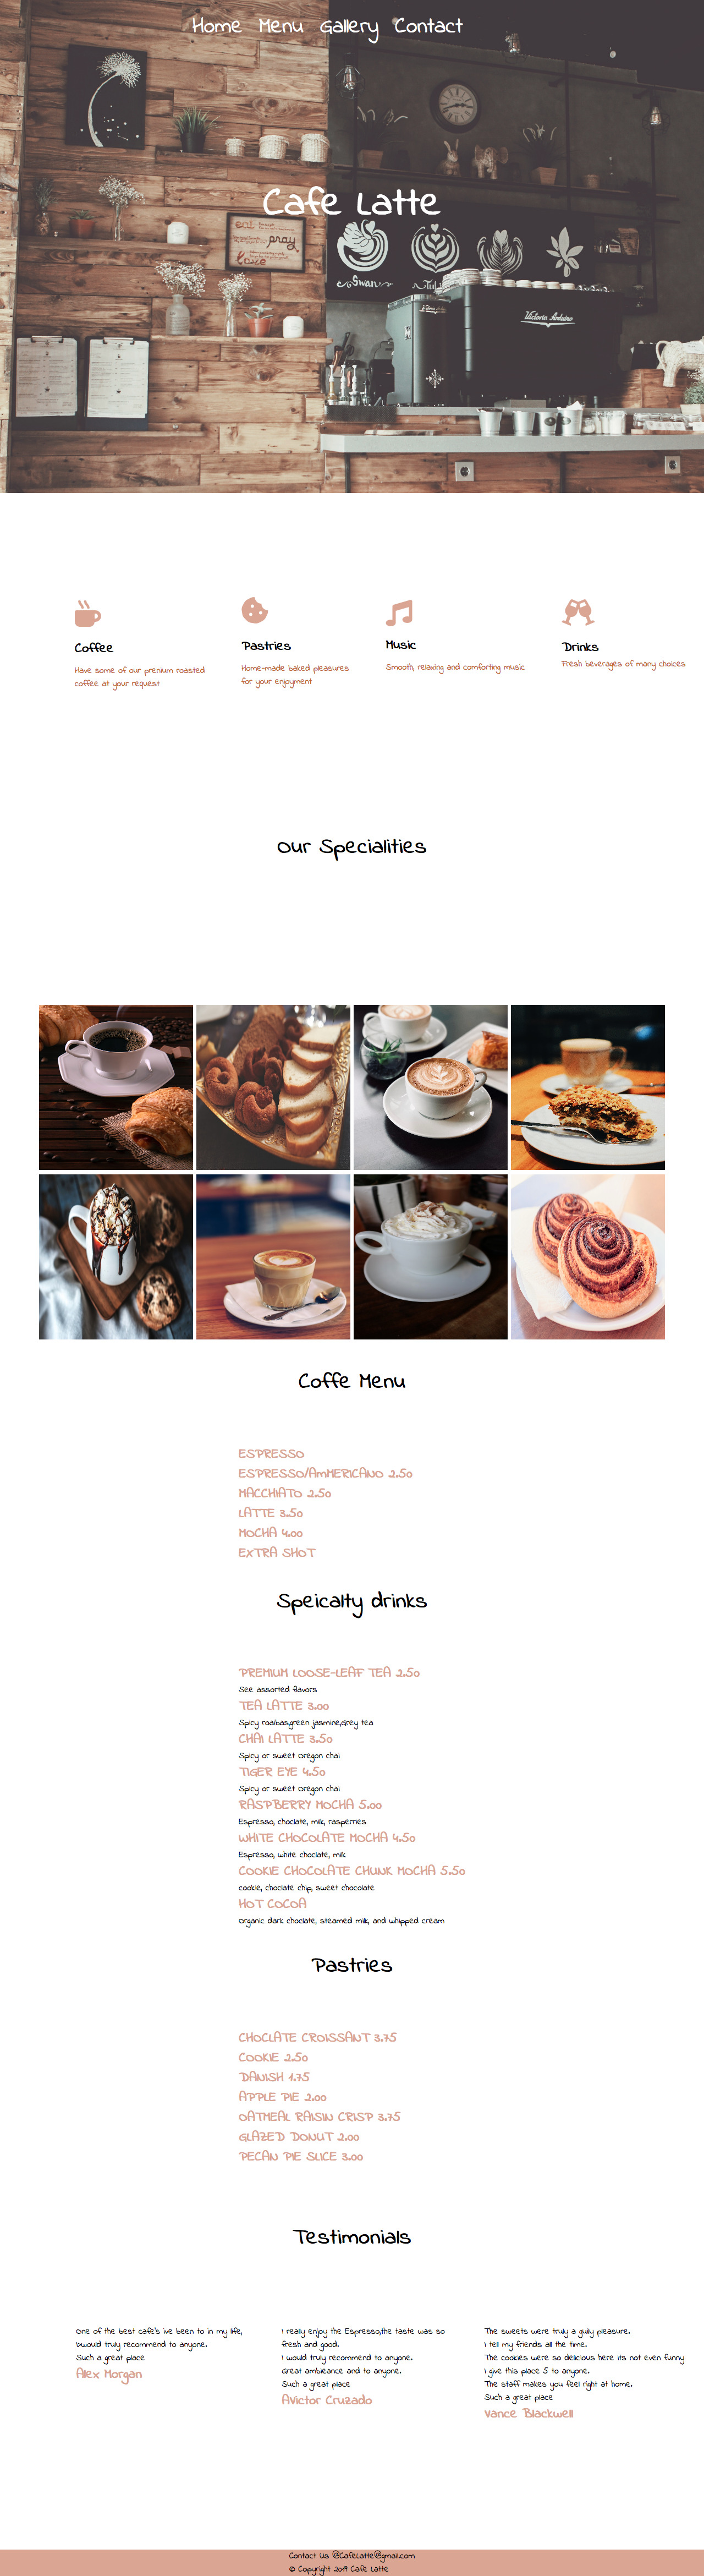 Home Menu Gallery Contact
Cafe Latte
eat
pray
love
Swan
Tulip
Victoria Arduino
Coffee
Have some of our prenium roasted
coffee at your request
Pastries
Home-made baked pleasures
for your enjoyment
Music
Smooth, relaxing and comforting music
Drinks
Fresh beverages of many choices
Our Specialities
Coffe Menu
ESPRESSO
ESPRESSO/AmMERICANO 2.50
MACCHIATO 2.50
LATTE 3.50
MOCHA 4.00
EXTRA SHOT
Speicalty drinks
PREMIUM LOOSE-LEAF TEA 2.50
See assorted flavors
TEA LATTE 3.00
Spicy roaibas,green jasmine,Grey tea
CHAI LATTE 3.50
Spicy or sweet Oregon chai
TIGER EYE 4.50
Spicy or sweet Oregon chai
RASPBERRY MOCHA 5.00
Espresso, choclate, milk, rasperries
WHITE CHOCOLATE MOCHA 4.50
Espresso, white choclate, milk
COOKIE CHOCOLATE CHUNK MOCHA 5.50
cookie, choclate chip, sweet chocolate
HOT COCOA
Organic dark choclate, steamed milk, and whipped cream
Pastries
CHOCLATE CROISSANT 3.75
COOKIE 2.50
DANISH 1.75
APPLE PIE 2.00
OATMEAL RAISIN CRISP 3.75
GLAZED DONUT 2.00
PECAN PIE SLICE 3.00
Testimonials
One of the best cafe's ive been to in my life,
I>would truly recommend to anyone.
Such a great place
Alex Morgan
I really enjoy the Espresso,the taste was so
fresh and good.
I would truly recommend to anyone.
Great ambieance and to anyone.
Such a great place
AVictor Cruzado
The sweets were truly a guily pleasure.
I tell my friends all the time.
The cookies were so delicious here its not even funny
I give this place 5 to anyone.
The staff makes you feel right at home.
Such a great place
Vance Blackwell
Contact Us @CafeLatte@gmail.com
© Copyright 2019 Cafe Latte